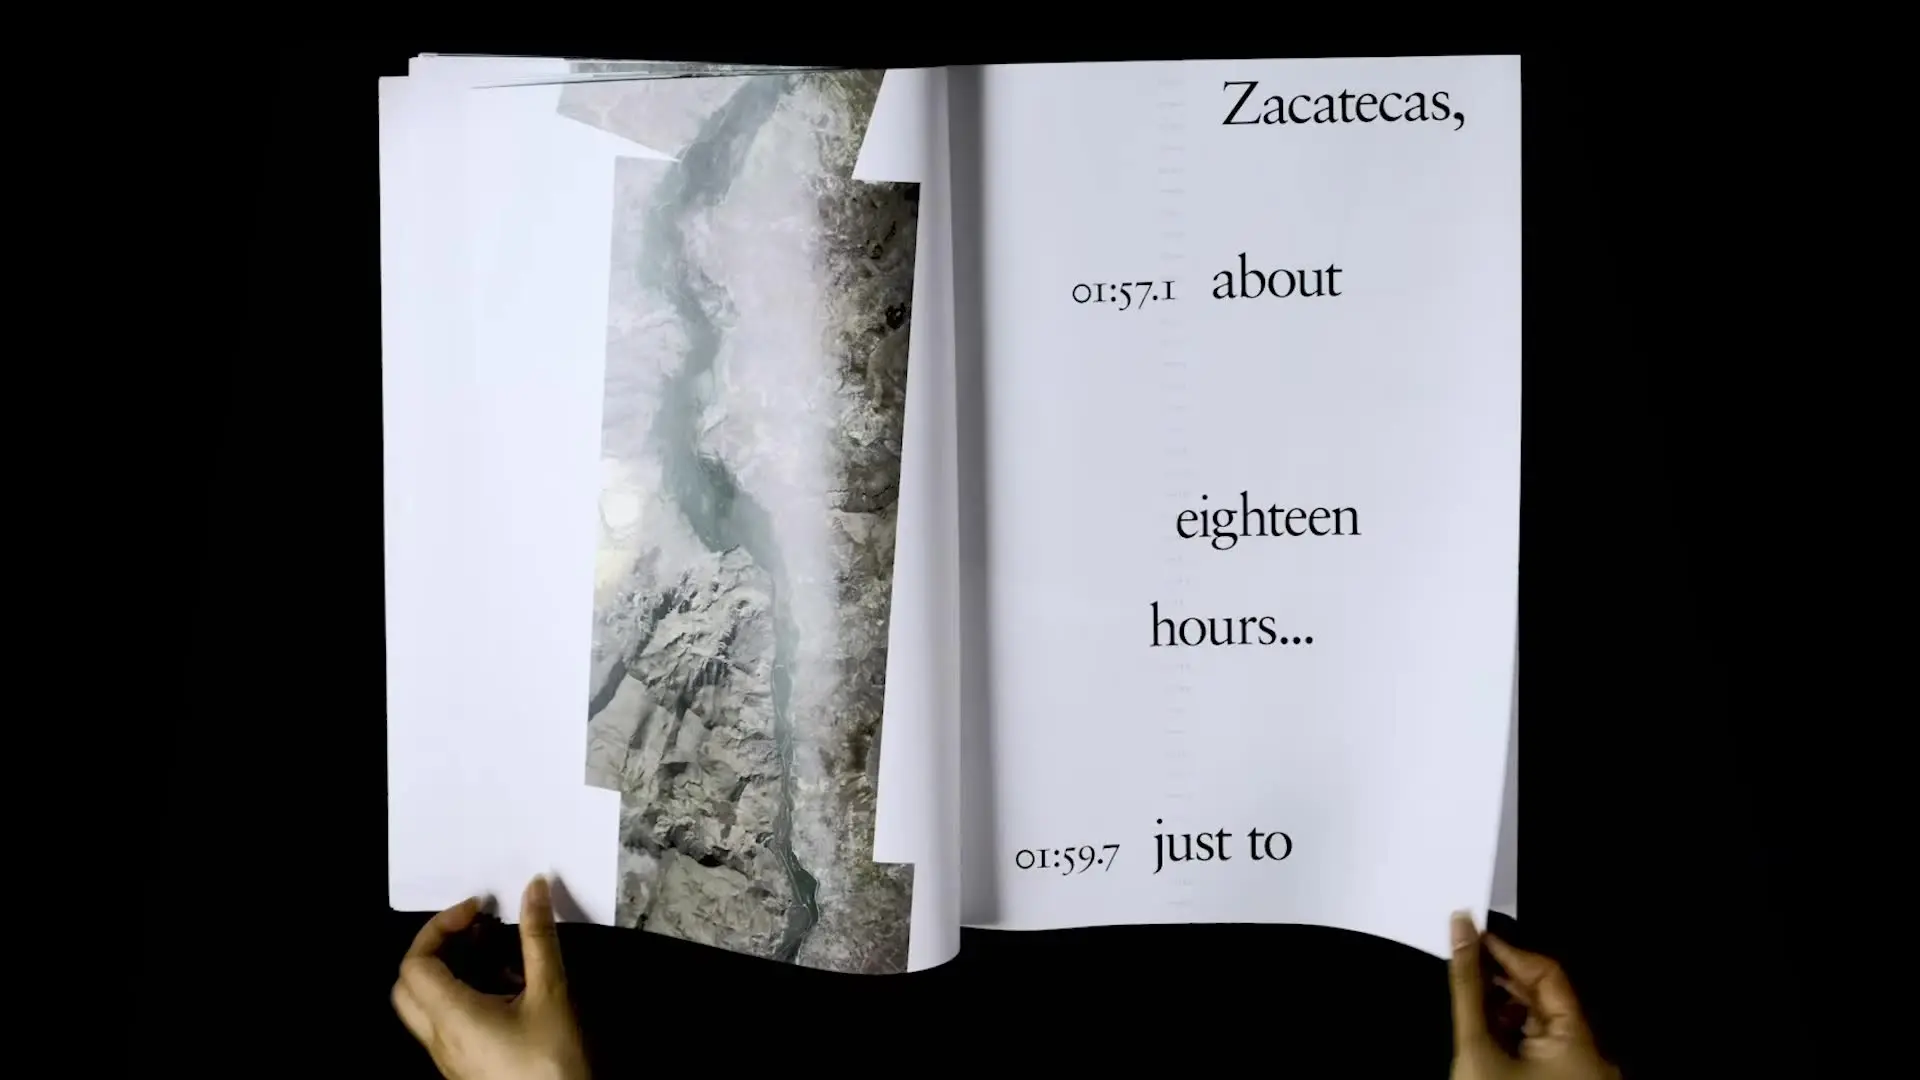 Zacatecas,
01:57.1 about
eighteen
hours...
01:59.7 just to